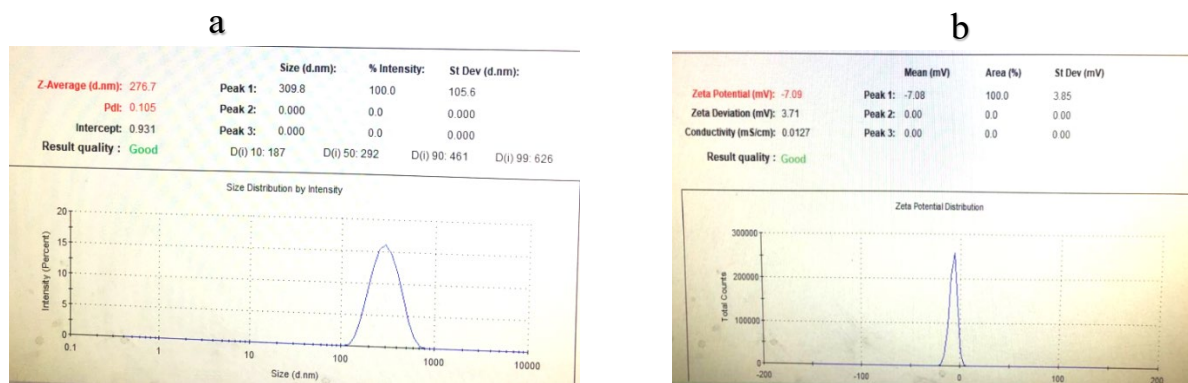 a
Size (d.nm): % Intensity: St Dev (d.nm):
Z-Average (d.nm): 276.7 Peak 1: 309.8 100.0 105.6
PdI: 0.105 Peak 2: 0.000 0.0 0.000
Intercept: 0.931 Peak 3: 0.000 0.0 0.000
Result quality : Good D(i) 10: 187 D(i) 50: 292 D(i) 90: 461 D(i) 99: 626
Size Distribution by Intensity
Intensity (Percent)
20
15
10
5
0
0.1 1 10 100 1000 10000
Size (d.nm)
b
Mean (mV) Area (%) St Dev (mV)
Zeta Potential (mV): -7.09 Peak 1: -7.08 100.0 3.85
Zeta Deviation (mV): 3.71 Peak 2: 0.00 0.0 0.00
Conductivity (mS/cm): 0.0127 Peak 3: 0.00 0.0 0.00
Result quality : Good
Zeta Potential Distribution
Total Counts
300000
200000
100000
0
-200 -100 0 100 200